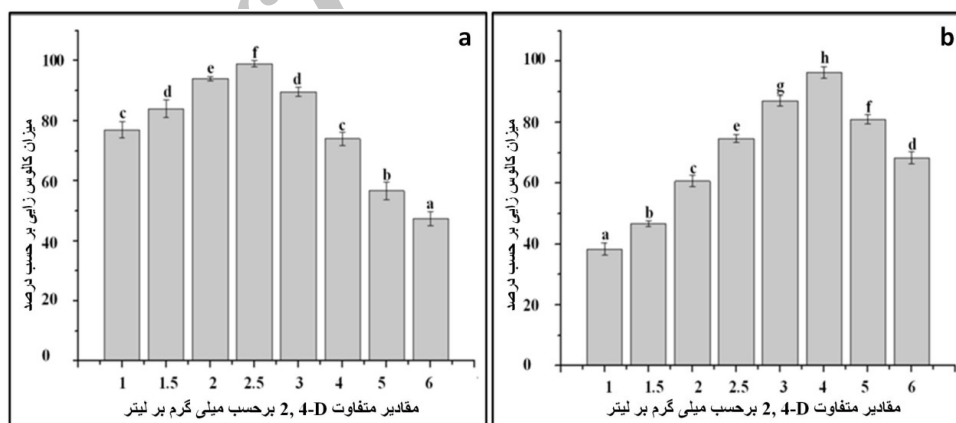 a
میزان کالوس زایی بر حسب درصد
100
80
60
40
20
0
c
d
e
f
d
c
b
a
1 1.5 2 2.5 3 4 5 6
مقادیر متفاوت 2, 4-D برحسب میلی گرم بر لیتر
b
میزان کالوس زایی بر حسب درصد
100
80
60
40
20
0
a
b
c
e
g
h
f
d
1 1.5 2 2.5 3 4 5 6
مقادیر متفاوت 2, 4-D برحسب میلی گرم بر لیتر